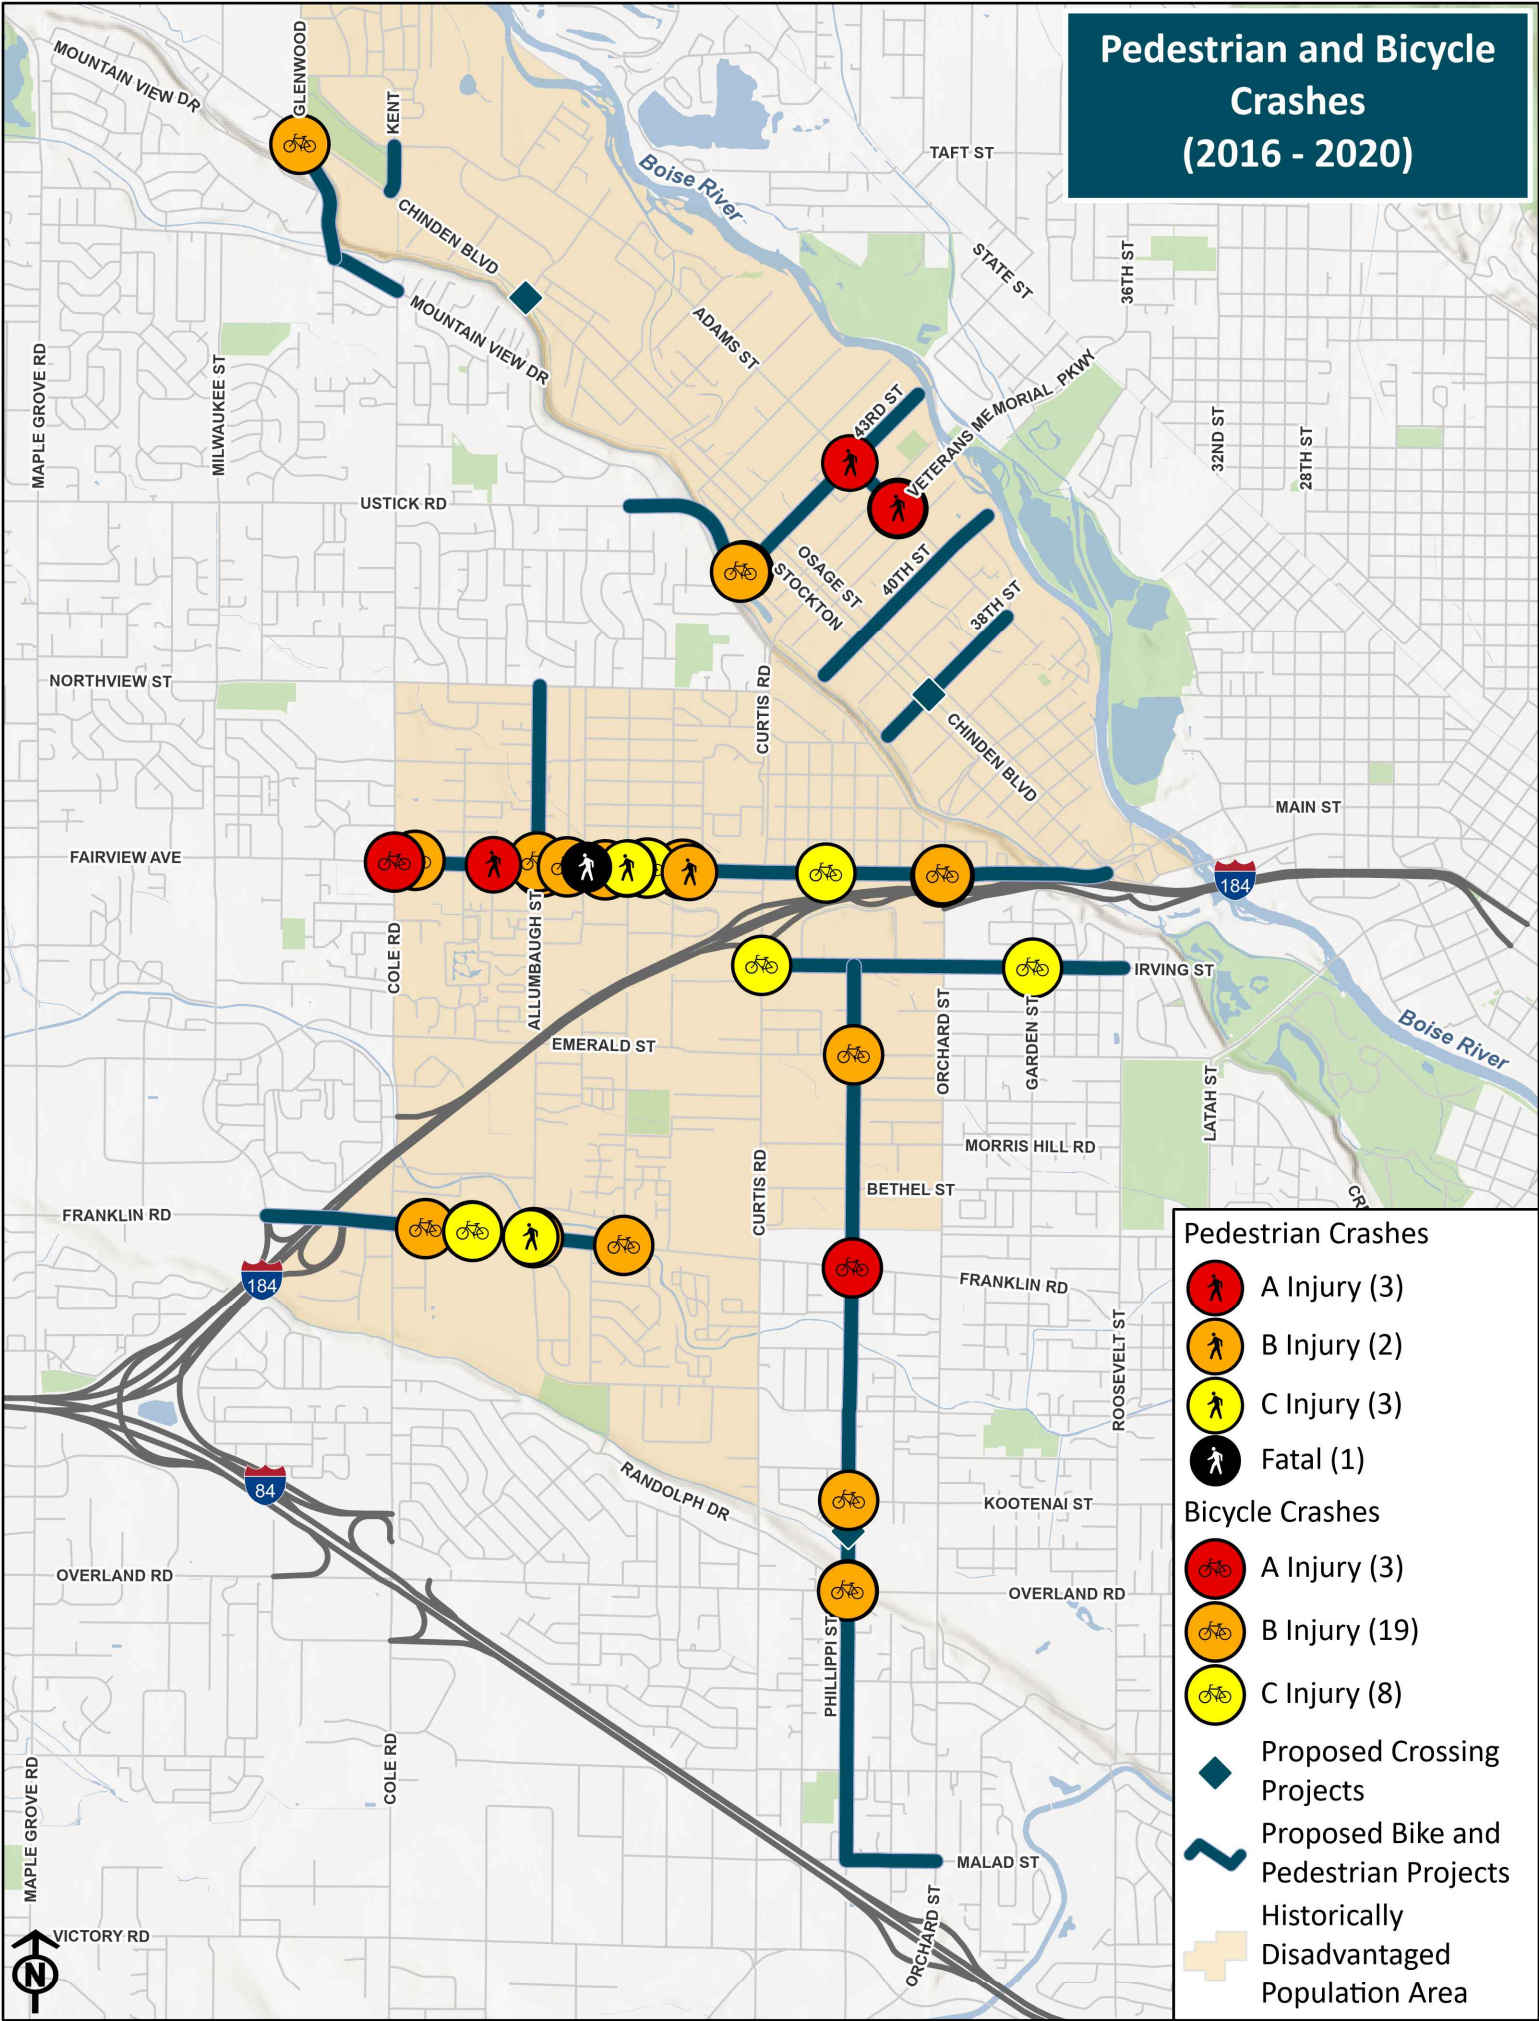 Pedestrian and Bicycle
Crashes
(2016 - 2020)
GLENWOOD
MOUNTAIN VIEW DR
KENT
TAFT ST
Boise River
CHINDEN BLVD
STATE ST
36TH ST
MOUNTAIN VIEW DR
ADAMS ST
MAPLE GROVE RD
MILWAUKEE ST
43RD ST
VETERANS MEMORIAL PKWY
32ND ST
28TH ST
USTICK RD
OSAGE ST
STOCKTON
40TH ST
38TH ST
NORTHVIEW ST
CURTIS RD
CHINDEN BLVD
MAIN ST
FAIRVIEW AVE
184
COLE RD
ALLUMBAUGH ST
IRVING ST
ORCHARD ST
GARDEN ST
Boise River
EMERALD ST
LATAH ST
MORRIS HILL RD
CURTIS RD
BETHEL ST
CR
FRANKLIN RD
184
FRANKLIN RD
ROOSEVELT ST
84
RANDOLPH DR
KOOTENAI ST
OVERLAND RD
OVERLAND RD
PHILLIPPI ST
COLE RD
MAPLE GROVE RD
MALAD ST
ORCHARD ST
VICTORY RD
N
Pedestrian Crashes
A Injury (3)
B Injury (2)
C Injury (3)
Fatal (1)
Bicycle Crashes
A Injury (3)
B Injury (19)
C Injury (8)
Proposed Crossing
Projects
Proposed Bike and
Pedestrian Projects
Historically
Disadvantaged
Population Area